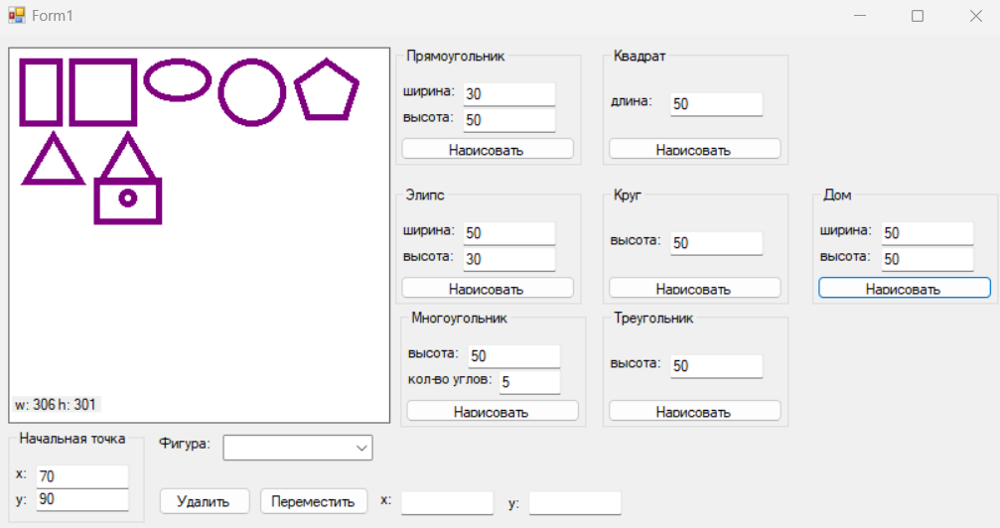 Form1
Прямоугольник
ширина: 30
высота: 50
Нарисовать
Квадрат
длина: 50
Нарисовать
Элипс
ширина: 50
высота: 30
Нарисовать
Круг
высота: 50
Нарисовать
Дом
ширина: 50
высота: 50
Нарисовать
Многоугольник
высота: 50
кол-во углов: 5
Нарисовать
Треугольник
высота: 50
Нарисовать
w: 306 h: 301
Начальная точка
x: 70
y: 90
Фигура:
Удалить Переместить x: y: